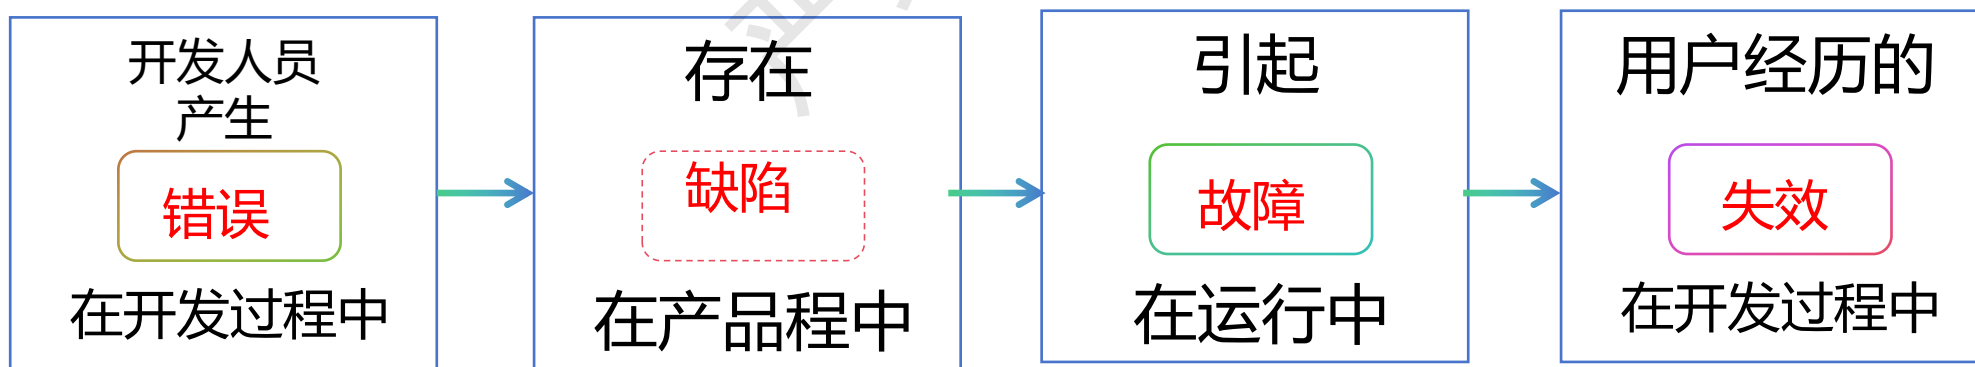 开发人员
产生
错误
在开发过程中
存在
缺陷
在产品程中
引起
故障
在运行中
用户经历的
失效
在开发过程中